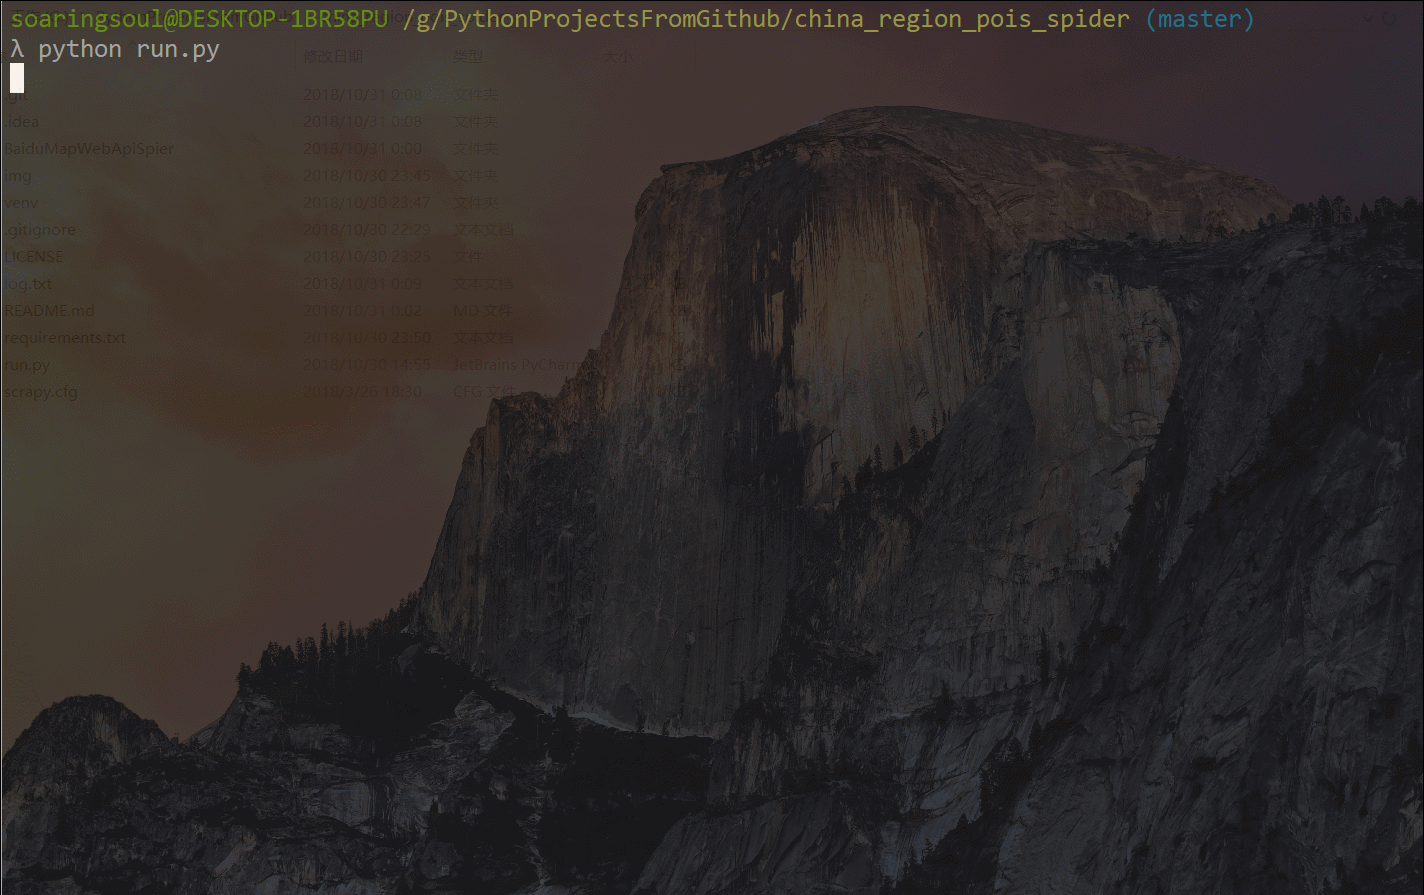 soaringsoul@DESKTOP-1BR58PU /g/PythonProjectsFromGithub/china_region_pois_spider (master)
λ python run.py
修改日期 类型 大小
.git 2018/10/31 0:08 文件夹
.idea 2018/10/31 0:08 文件夹
BaiduMapWebApiSpier 2018/10/31 0:00 文件夹
img 2018/10/30 23:45 文件夹
venv 2018/10/30 23:47 文件夹
.gitignore 2018/10/30 22:29 文本文档
LICENSE 2018/10/30 23:25 文件
log.txt 2018/10/31 0:09 文本文档
README.md 2018/10/31 0:02 MD 文件
requirements.txt 2018/10/30 23:50 文本文档
run.py 2018/10/30 14:55 JetBrains PyCharm
scrapy.cfg 18:30 CFG 文件